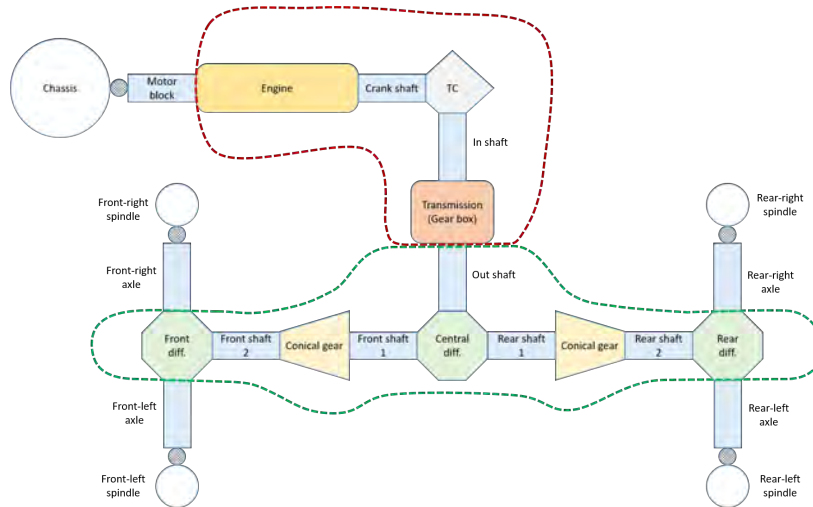 Chassis
Motor
block
Engine
Crank shaft
TC
In shaft
Transmission
(Gear box)
Front-right
spindle
Rear-right
spindle
Front-right
axle
Out shaft
Rear-right
axle
Front
diff.
Front shaft
2
Conical gear
Front shaft
1
Central
diff.
Rear shaft
1
Conical gear
Rear shaft
2
Rear
diff.
Front-left
axle
Rear-left
axle
Front-left
spindle
Rear-left
spindle